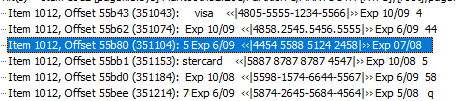 Item 1012, Offset 55b43 (351043): visa <<|4805-5555-1234-5566|>> Exp 10/09 4
Item 1012, Offset 55b62 (351074): Exp 10/09 <<|4858.2545.5456.5555|>> Exp 6/09 44
Item 1012, Offset 55b80 (351104): 5 Exp 6/09 <<|4454 5588 5124 2458|>> Exp 07/08
Item 1012, Offset 55bb1 (351153): stercard <<|5887 8787 8787 4547|>> Exp 10/08 5
Item 1012, Offset 55bd0 (351184): Exp 10/08 <<|5598-1574-6644-5567|>> Exp 6/09 58
Item 1012, Offset 55bee (351214): 7 Exp 6/09 <<|5874-2645-5684-4564|>> Exp 5/08 q